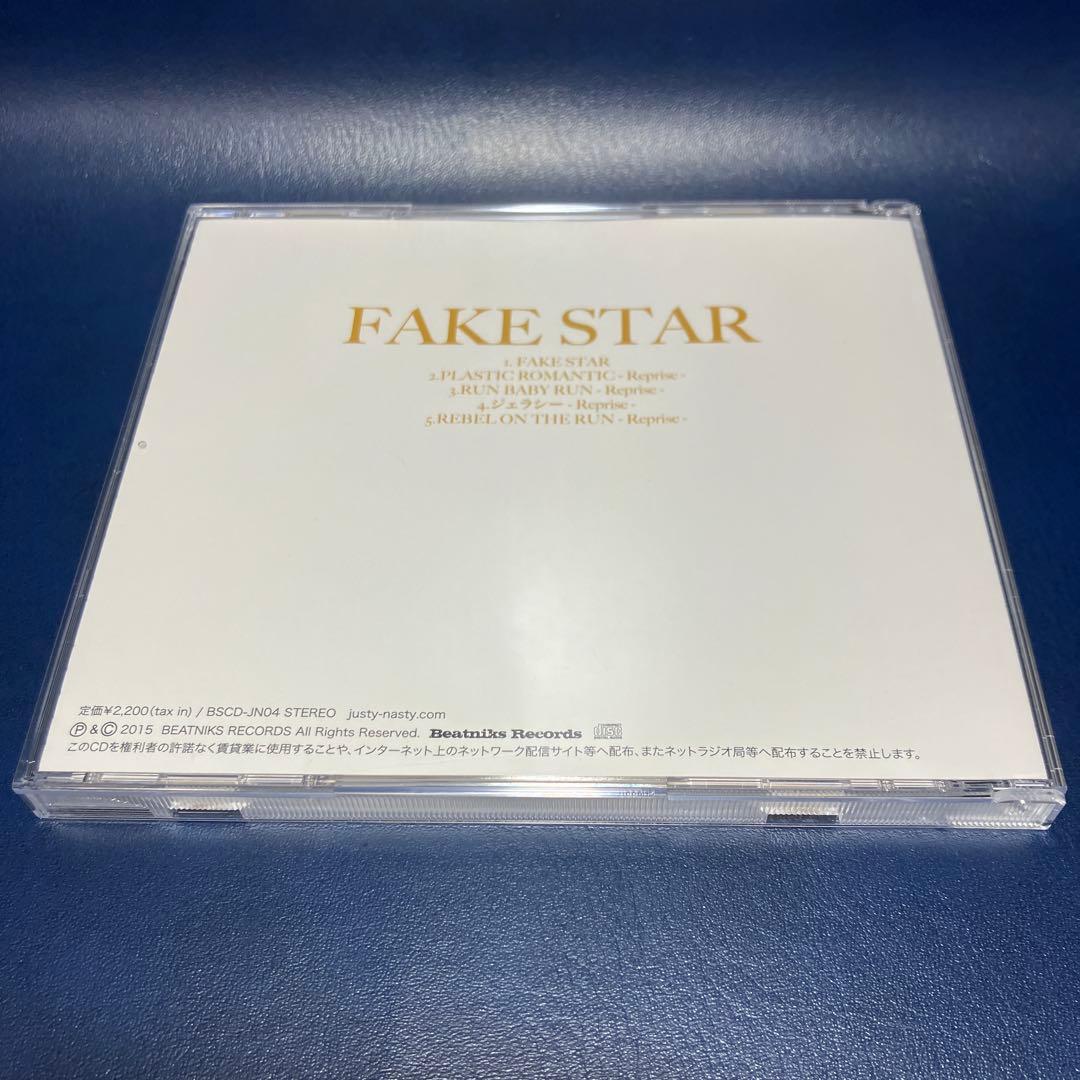 FAKE STAR
1. FAKE STAR
2.PLASTIC ROMANTIC - Reprise -
3.RUN BABY RUN - Reprise -
4.ジェラシー - Reprise -
5.REBEL ON THE RUN - Reprise -
定価¥2,200(tax in) / BSCD-JN04 STEREO justy-nasty.com
Ⓟ & Ⓒ 2015 BEATNIKS RECORDS All Rights Reserved. Beatniks Records
このCDを権利者の許諾なく賃貸業に使用することや、インターネット上のネットワーク配信サイト等へ配布、またネットラジオ局等へ配布することを禁止します。